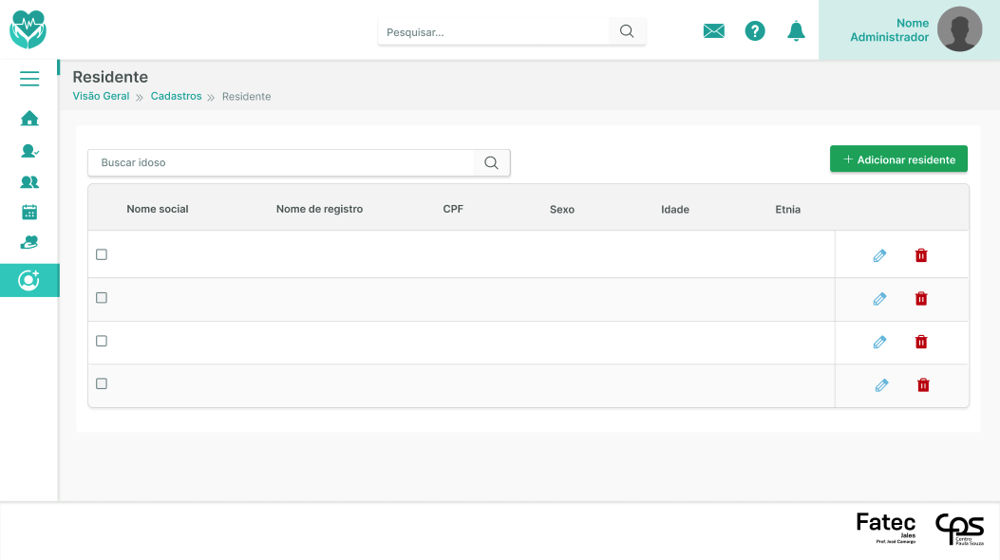 Pesquisar...
?
Nome
Administrador
Residente
Visão Geral » Cadastros » Residente
Buscar idoso
+ Adicionar residente
Nome social Nome de registro CPF Sexo Idade Etnia
Fatec
Jales
Prof. José Camargo
cps
Centro
Paula Souza